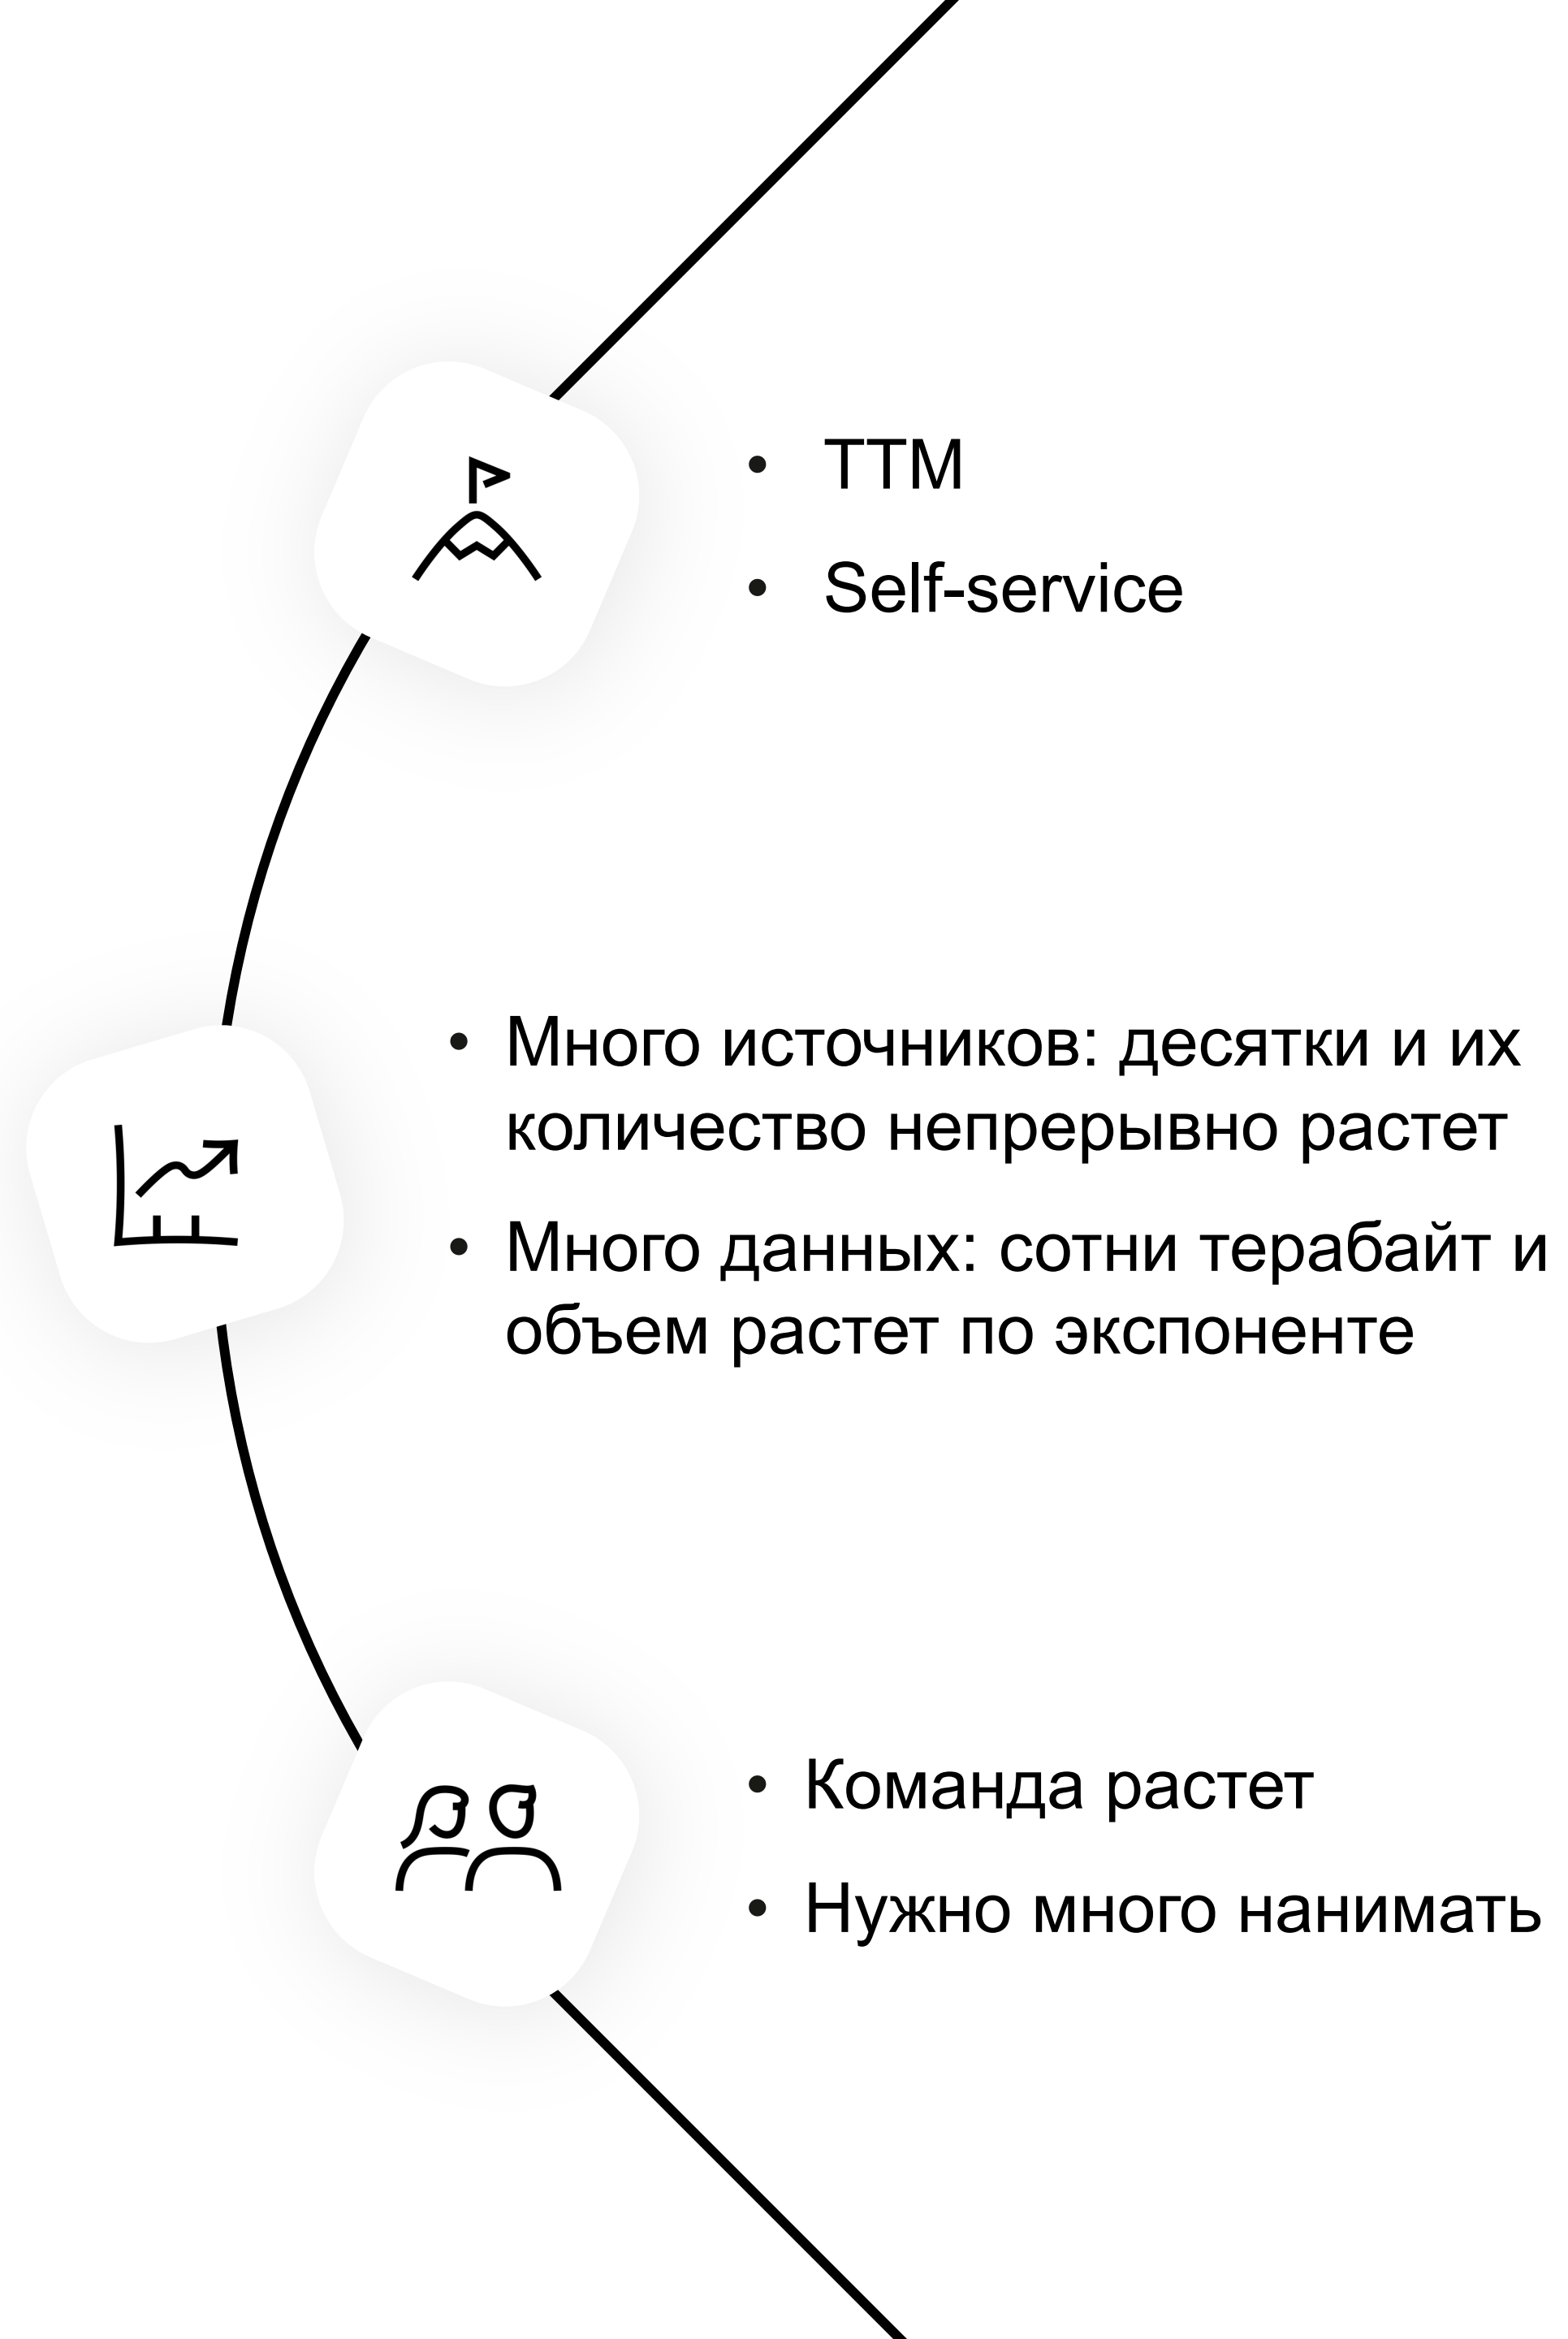 • TTM
• Self-service
• Много источников: десятки и их
количество непрерывно растет
• Много данных: сотни терабайт и
объем растет по экспоненте
• Команда растет
• Нужно много нанимать